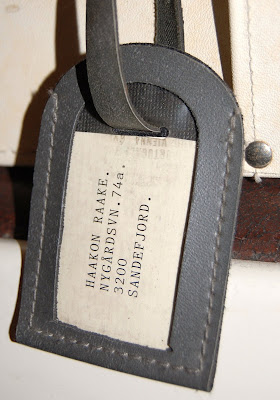 HAAKON RAAKE.
NYGÅRDSVN.74a.
3200
SANDEFJORD.